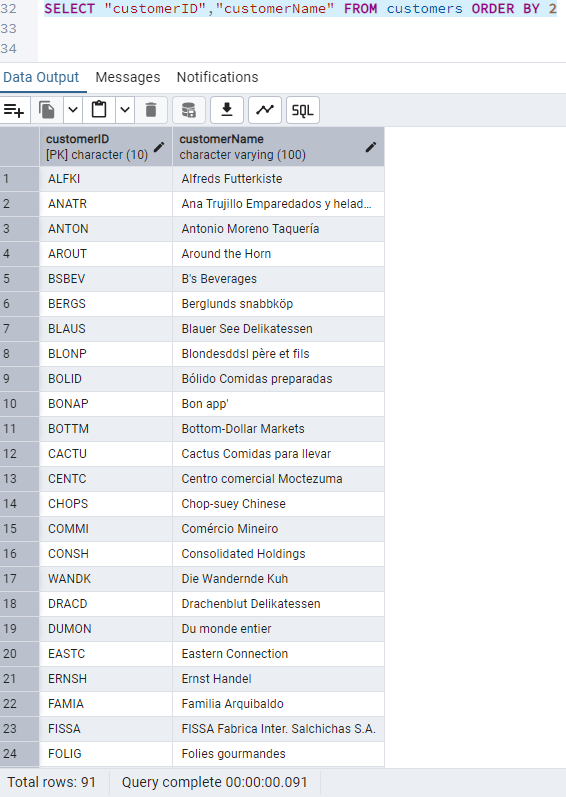 32 SELECT "customerID","customerName" FROM customers ORDER BY 2
33
34
Data Output Messages Notifications
SQL
customerID customerName
[PK] character (10) character varying (100)
1 ALFKI Alfreds Futterkiste
2 ANATR Ana Trujillo Emparedados y helad...
3 ANTON Antonio Moreno Taquería
4 AROUT Around the Horn
5 BSBEV B's Beverages
6 BERGS Berglunds snabbköp
7 BLAUS Blauer See Delikatessen
8 BLONP Blondesddsl père et fils
9 BOLID Bólido Comidas preparadas
10 BONAP Bon app'
11 BOTTM Bottom-Dollar Markets
12 CACTU Cactus Comidas para llevar
13 CENTC Centro comercial Moctezuma
14 CHOPS Chop-suey Chinese
15 COMMI Comércio Mineiro
16 CONSH Consolidated Holdings
17 WANDK Die Wandernde Kuh
18 DRACD Drachenblut Delikatessen
19 DUMON Du monde entier
20 EASTC Eastern Connection
21 ERNSH Ernst Handel
22 FAMIA Familia Arquibaldo
23 FISSA FISSA Fabrica Inter. Salchichas S.A.
24 FOLIG Folies gourmandes
Total rows: 91 Query complete 00:00:00.091